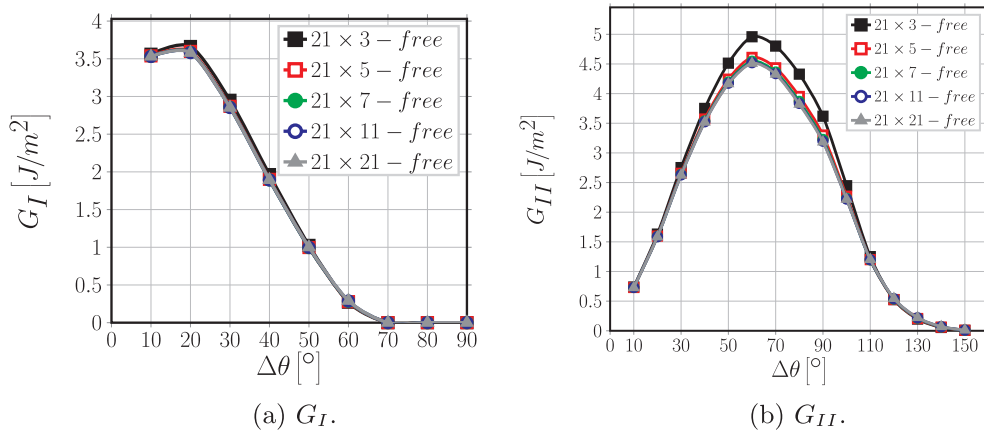 4
3.5
3
2.5
2
1.5
1
0.5
0
G_I [J/m^2]
21 × 3 − free
21 × 5 − free
21 × 7 − free
21 × 11 − free
21 × 21 − free
0 10 20 30 40 50 60 70 80 90
Δθ [°]
(a) G_I.
5
4.5
4
3.5
3
2.5
2
1.5
1
0.5
0
G_II [J/m^2]
21 × 3 − free
21 × 5 − free
21 × 7 − free
21 × 11 − free
21 × 21 − free
0 10 30 50 70 90 110 130 150
Δθ [°]
(b) G_II.